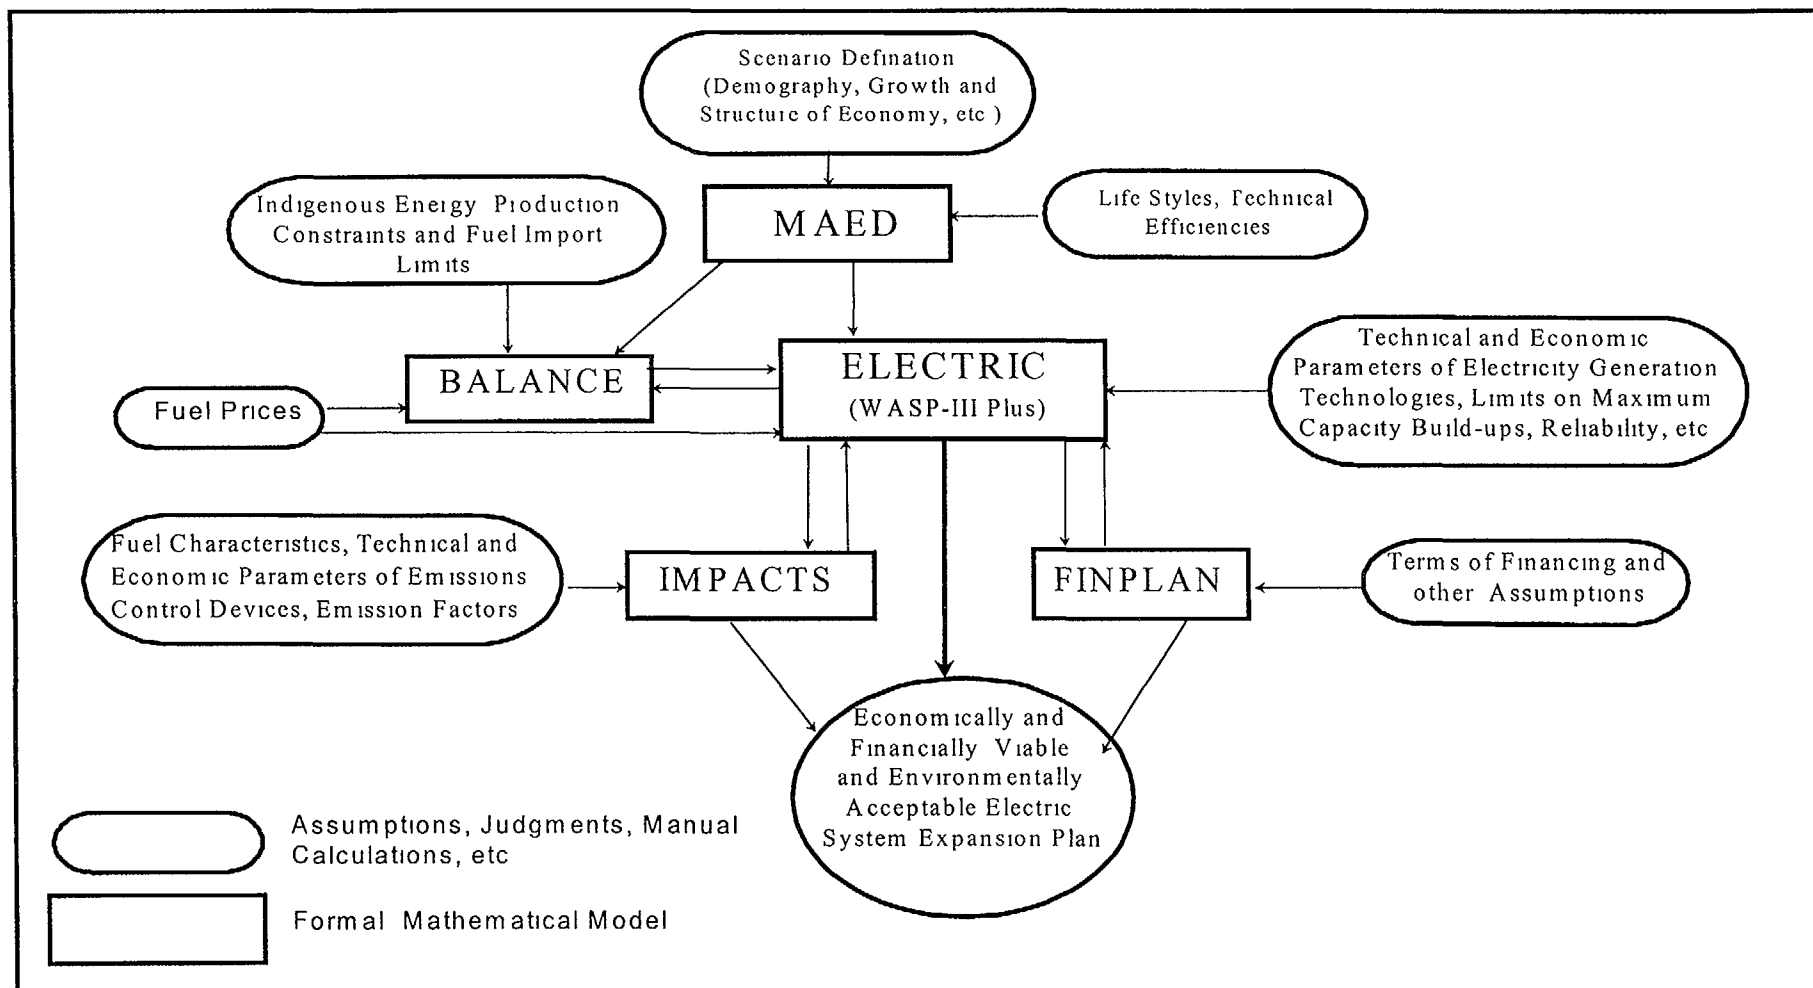 Scenario Defination
(Demography, Growth and
Structure of Economy, etc )
Indigenous Energy Production
Constraints and Fuel Import
Limits
MAED
Life Styles, Technical
Efficiencies
BALANCE
ELECTRIC
(WASP-III Plus)
Technical and Economic
Parameters of Electricity Generation
Technologies, Limits on Maximum
Capacity Build-ups, Reliability, etc
Fuel Prices
Fuel Characteristics, Technical and
Economic Parameters of Emissions
Control Devices, Emission Factors
IMPACTS
FINPLAN
Terms of Financing and
other Assumptions
Economically and
Financially Viable
and Environmentally
Acceptable Electric
System Expansion Plan
Assumptions, Judgments, Manual
Calculations, etc
Formal Mathematical Model